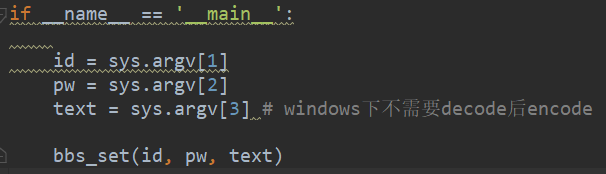 if __name__ == '__main__':
id = sys.argv[1]
pw = sys.argv[2]
text = sys.argv[3] # windows下不需要decode后encode
bbs_set(id, pw, text)